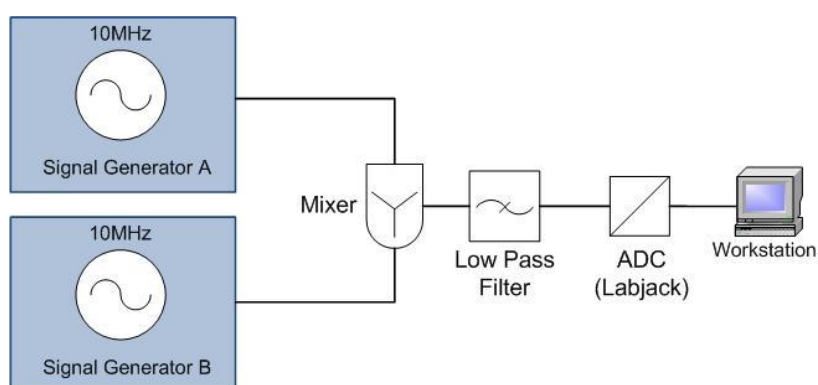 10MHz
Signal Generator A
10MHz
Signal Generator B
Mixer
Low Pass
Filter
ADC
(Labjack)
Workstation